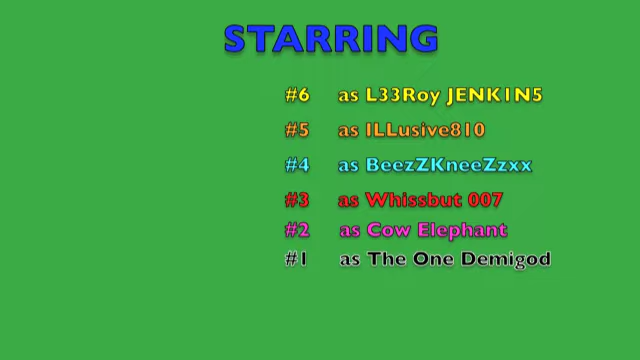 STARRING
#6 as L33Roy JENK1N5
#5 as ILLusive810
#4 as BeezZKneeZzxx
#3 as Whissbut 007
#2 as Cow Elephant
#1 as The One Demigod